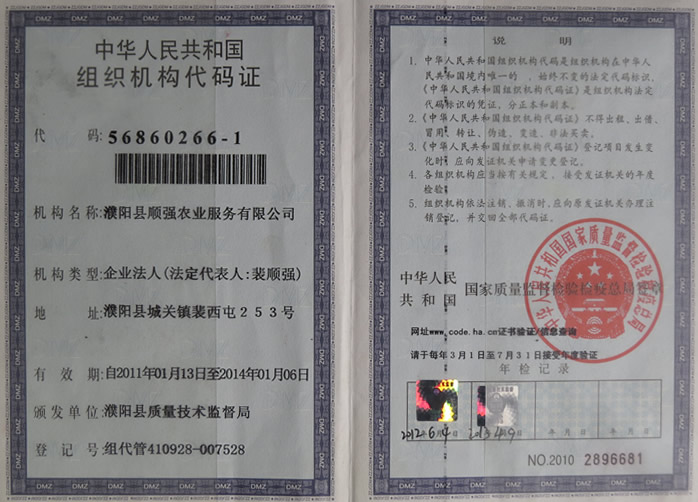 中华人民共和国
组织机构代码证
代 码:56860266-1
机构名称:濮阳县顺强农业服务有限公司
机构类型:企业法人(法定代表人:裴顺强)
地 址:濮阳县城关镇裴西屯253号
有 效 期:自2011年01月13日至2014年01月06日
颁发单位:濮阳县质量技术监督局
登 记 号:组代管410928-007528
说 明
1. 中华人民共和国组织机构代码是组织机构在中华人
民共和国境内唯一的、始终不变的法定代码标识,
《中华人民共和国组织机构代码证》是组织机构法定
代码标识的凭证,分正本和副本。
2.《中华人民共和国组织机构代码证》不得出租、出借、
冒用、转让、伪造、变造、非法买卖。
3.《中华人民共和国组织机构代码证》登记项目发生变
化时,应向发证机关申请变更登记。
4. 各组织机构应当按有关规定,接受发证机关的年度
检验。
5. 组织机构依法注销、撤消时,应向原发证机关办理注
销登记,并交回全部代码证。
中华人民
共和国
国家质量监督检验检疫总局签章
网址www.code.ha.cn证书验证/信息查询
请于每年3月1日至7月31日接受年度验证
年检记录
2012年6月4日
年 月 日
年 月 日
NO.2010 2896681